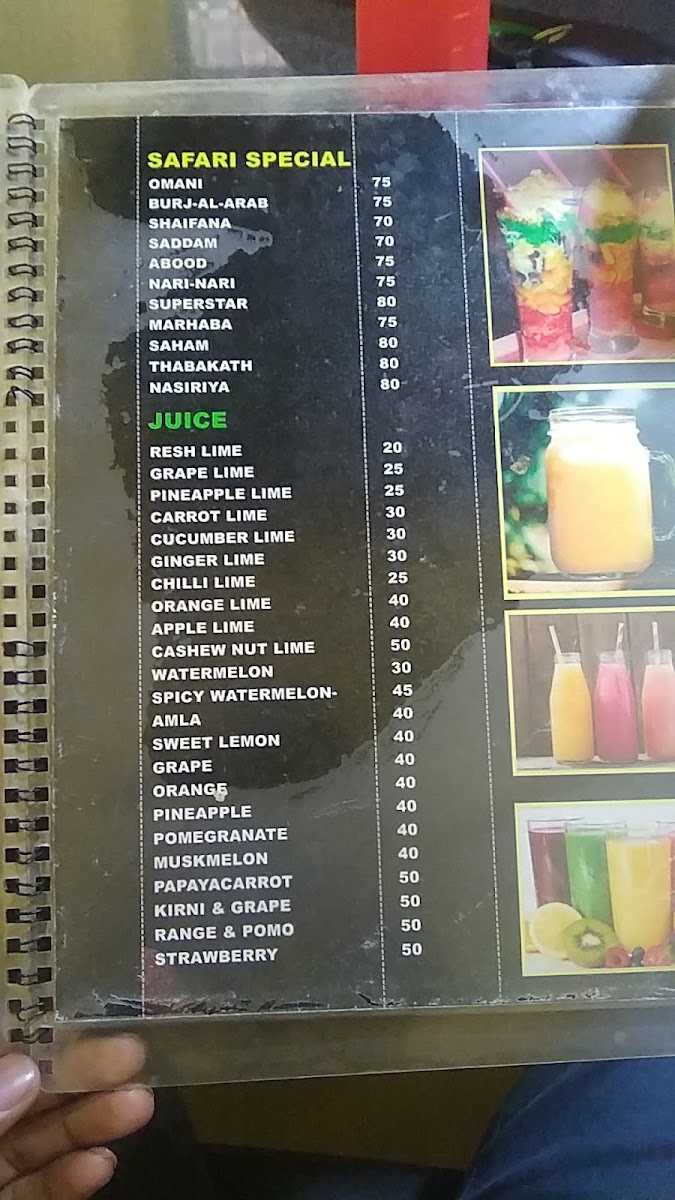 SAFARI SPECIAL
OMANI 75
BURJ-AL-ARAB 75
SHAIFANA 70
SADDAM 70
ABOOD 75
NARI-NARI 75
SUPERSTAR 80
MARHABA 75
SAHAM 80
THABAKATH 80
NASIRIYA 80
JUICE
RESH LIME 20
GRAPE LIME 25
PINEAPPLE LIME 25
CARROT LIME 30
CUCUMBER LIME 30
GINGER LIME 30
CHILLI LIME 25
ORANGE LIME 40
APPLE LIME 40
CASHEW NUT LIME 50
WATERMELON 30
SPICY WATERMELON- 45
AMLA 40
SWEET LEMON 40
GRAPE 40
ORANGE 40
PINEAPPLE 40
POMEGRANATE 40
MUSKMELON 40
PAPAYACARROT 50
KIRNI & GRAPE 50
RANGE & POMO 50
STRAWBERRY 50